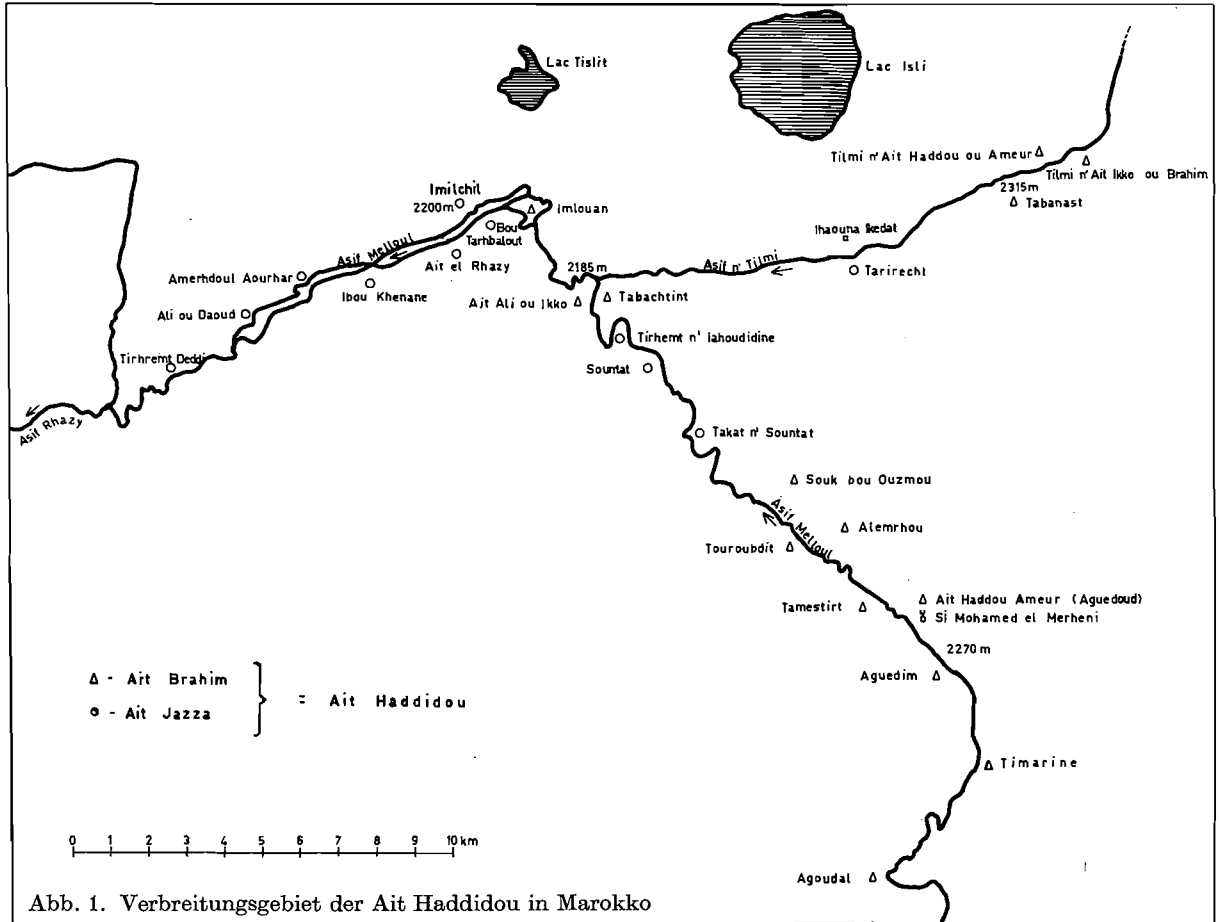 Lac Tislit
Lac Isli
Tilmi n'Ait Haddou ou Ameur
Tilmi n'Ait Ikko ou Brahim
2315m
Tabanast
Imilchil
2200m
Imlouan
Bou
Tarhbalout
Ihaouna Ikedat
Asif Melloul
Ait el Rhazy
Asif n' Tilmi
Tarirecht
2185m
Amerhdoul Aourhar
Ibou Khenane
Ait Ali ou Ikko
Tabachtint
Ali ou Daoud
Tirhemt n' Iahoudidine
Tirhremt Deddi
Sountat
Asif Rhazy
Takat n' Sountat
Souk bou Ouzmou
Asif Melloul
Alemrhou
Touroubdit
Tamestirt
Ait Haddou Ameur (Aguedoud)
Si Mohamed el Merheni
2270 m
Aguedim
Timarine
Agoudal
Δ - Ait Brahim
o - Ait Jazza
= Ait Haddidou
0 1 2 3 4 5 6 7 8 9 10 km
Abb. 1. Verbreitungsgebiet der Ait Haddidou in Marokko